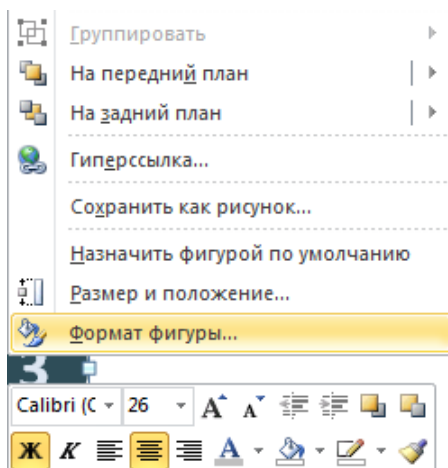 Группировать
На передний план
На задний план
Гиперссылка...
Сохранить как рисунок...
Назначить фигурой по умолчанию
Размер и положение...
Формат фигуры...
3
Calibri (С 26 А А
Ж К А